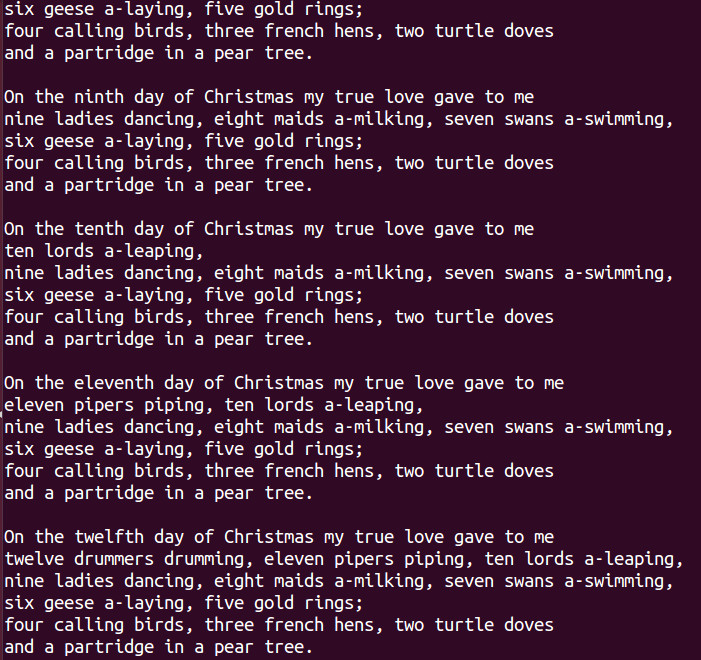 six geese a-laying, five gold rings;
four calling birds, three french hens, two turtle doves
and a partridge in a pear tree.

On the ninth day of Christmas my true love gave to me
nine ladies dancing, eight maids a-milking, seven swans a-swimming,
six geese a-laying, five gold rings;
four calling birds, three french hens, two turtle doves
and a partridge in a pear tree.

On the tenth day of Christmas my true love gave to me
ten lords a-leaping,
nine ladies dancing, eight maids a-milking, seven swans a-swimming,
six geese a-laying, five gold rings;
four calling birds, three french hens, two turtle doves
and a partridge in a pear tree.

On the eleventh day of Christmas my true love gave to me
eleven pipers piping, ten lords a-leaping,
nine ladies dancing, eight maids a-milking, seven swans a-swimming,
six geese a-laying, five gold rings;
four calling birds, three french hens, two turtle doves
and a partridge in a pear tree.

On the twelfth day of Christmas my true love gave to me
twelve drummers drumming, eleven pipers piping, ten lords a-leaping,
nine ladies dancing, eight maids a-milking, seven swans a-swimming,
six geese a-laying, five gold rings;
four calling birds, three french hens, two turtle doves
and a partridge in a pear tree.